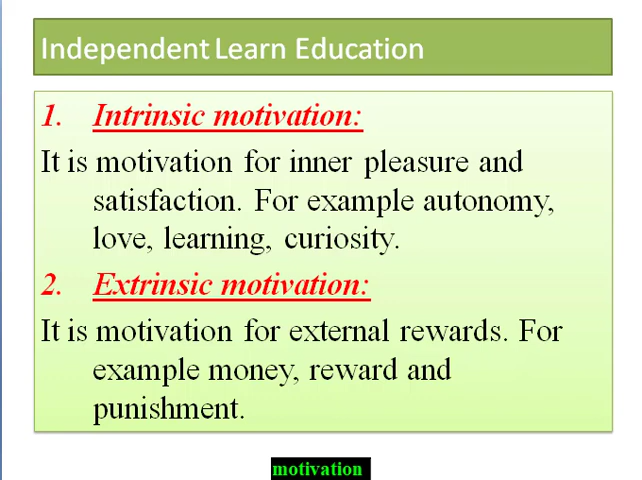 Independent Learn Education
1. Intrinsic motivation:
It is motivation for inner pleasure and
satisfaction. For example autonomy,
love, learning, curiosity.
2. Extrinsic motivation:
It is motivation for external rewards. For
example money, reward and
punishment.
motivation